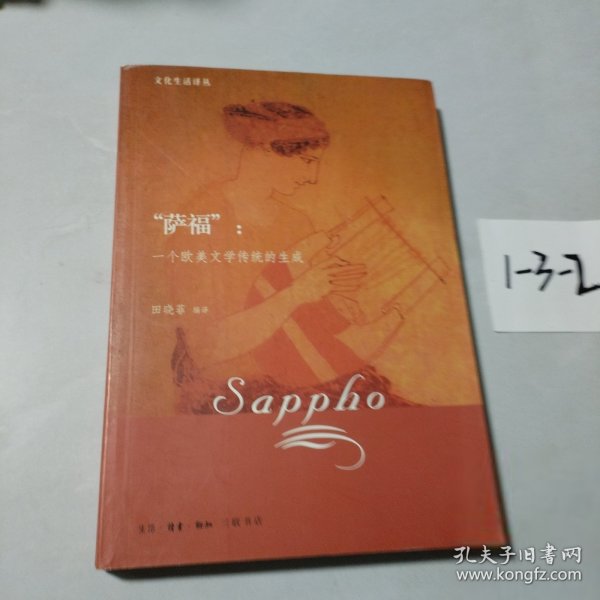 文化生活译丛
“萨福”：
一个欧美文学传统的生成
田晓菲 编译
Sappho
生活·读书·新知 三联书店
1-3-2
孔夫子旧书网
www.kongfz.com